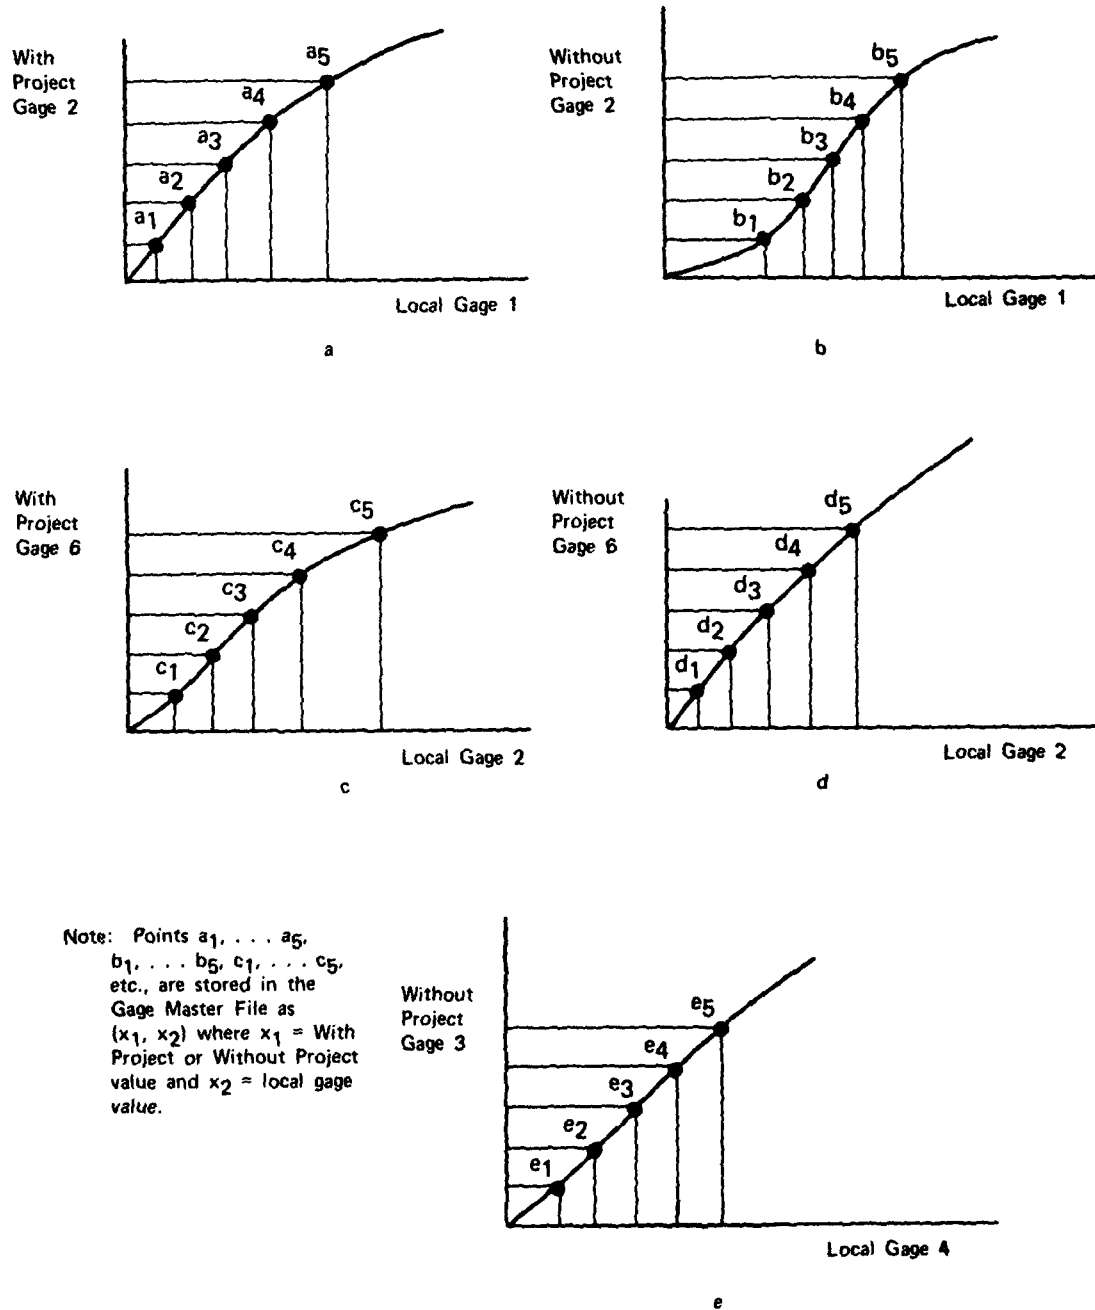 With
Project
Gage 2
a1
a2
a3
a4
a5
Local Gage 1
a
Without
Project
Gage 2
b1
b2
b3
b4
b5
Local Gage 1
b
With
Project
Gage 6
c1
c2
c3
c4
c5
Local Gage 2
c
Without
Project
Gage 6
d1
d2
d3
d4
d5
Local Gage 2
d
Note: Points a1, . . . a5,
b1, . . . b5, c1, . . . c5,
etc., are stored in the
Gage Master File as
(x1, x2) where x1 = With
Project or Without Project
value and x2 = local gage
value.
Without
Project
Gage 3
e1
e2
e3
e4
e5
Local Gage 4
e